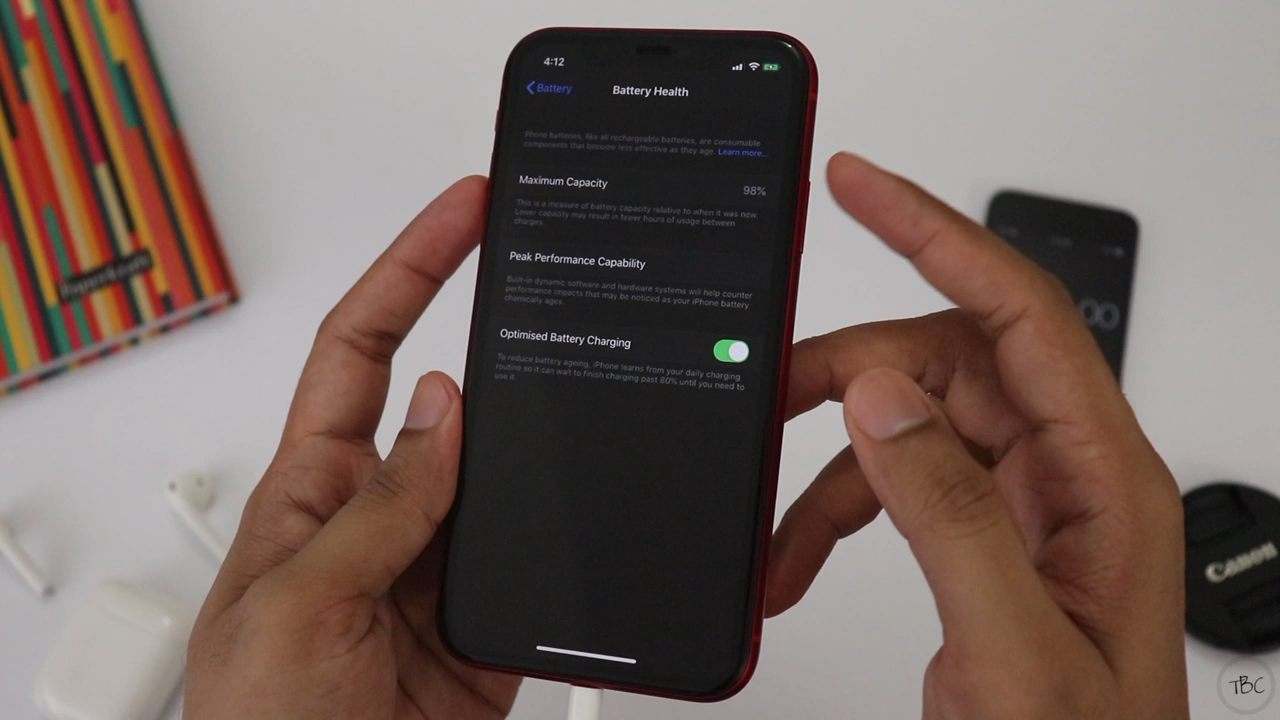 4:12
Battery
Battery Health
Phone batteries, like all rechargeable batteries, are consumable
components that become less effective as they age. Learn more...
Maximum Capacity
98%
This is a measure of battery capacity relative to when it was new.
Lower capacity may result in fewer hours of usage between
charges.
Peak Performance Capability
Built-in dynamic software and hardware systems will help counter
performance impacts that may be noticed as your iPhone battery
chemically ages.
Optimised Battery Charging
To reduce battery ageing, iPhone learns from your daily charging
routine so it can wait to finish charging past 80% until you need to
use it.
Canon
TBC